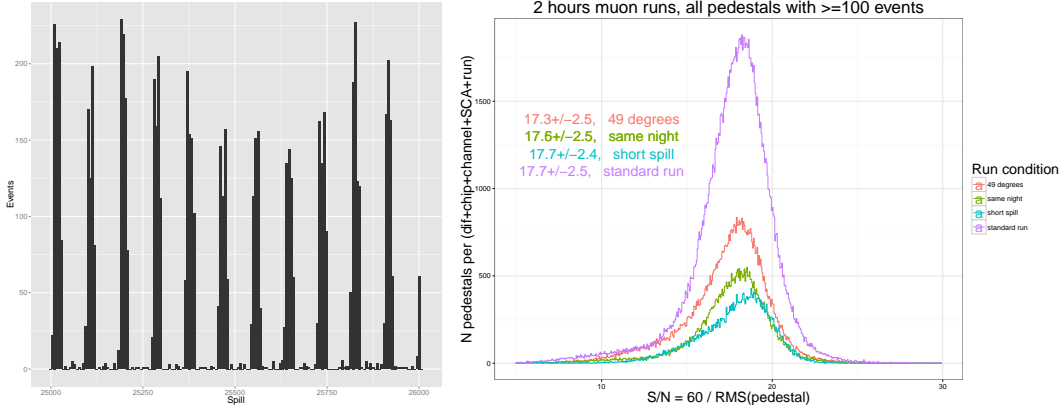 Events
200
150
100
50
0
25000
25250
25500
25750
26000
Spill
2 hours muon runs, all pedestals with >=100 events
N pedestals per (dif+chip+channel+SCA+run)
1750
1250
500
0
17.3+/−2.5, 49 degrees
17.6+/−2.5, same night
17.7+/−2.4, short spill
17.7+/−2.5, standard run
10
20
30
S/N = 60 / RMS(pedestal)
Run condition
a 49 degrees
a same night
a short spill
a standard run